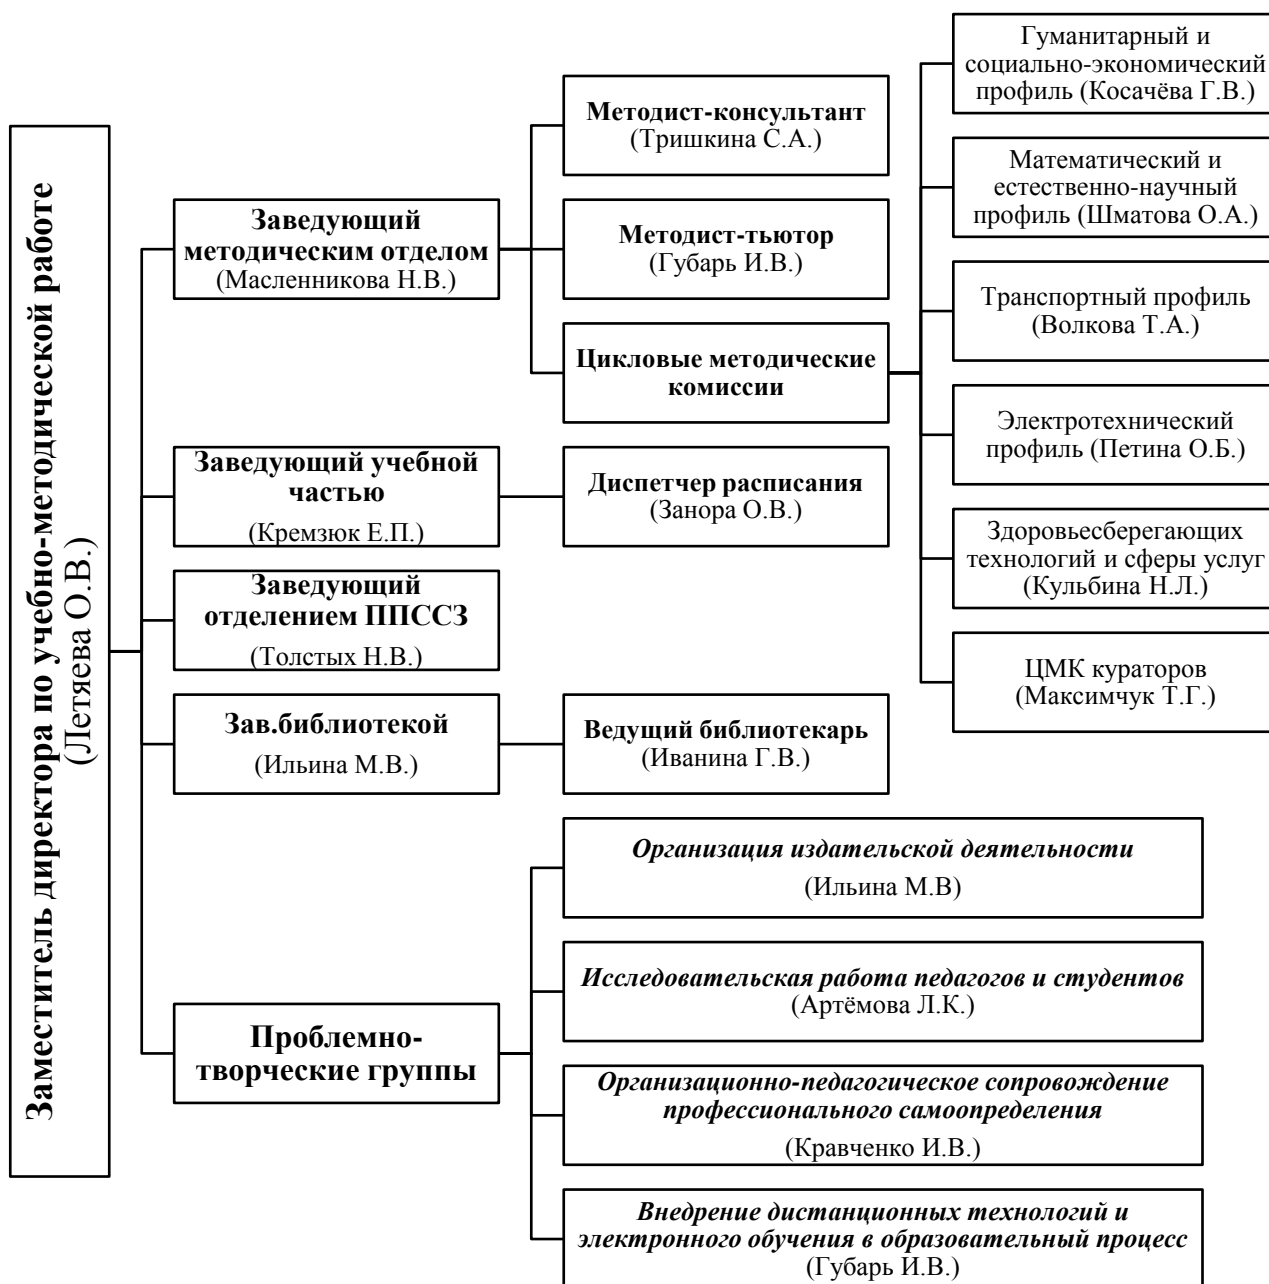 Заместитель директора по учебно-методической работе
(Летяева О.В.)
Заведующий
методическим отделом
(Масленникова Н.В.)
Методист-консультант
(Тришкина С.А.)
Методист-тьютор
(Губарь И.В.)
Цикловые методические
комиссии
Гуманитарный и
социально-экономический
профиль (Косачёва Г.В.)
Математический и
естественно-научный
профиль (Шматова О.А.)
Транспортный профиль
(Волкова Т.А.)
Электротехнический
профиль (Петина О.Б.)
Здоровьесберегающих
технологий и сферы услуг
(Кульбина Н.Л.)
ЦМК кураторов
(Максимчук Т.Г.)
Заведующий учебной
частью
(Кремзюк Е.П.)
Диспетчер расписания
(Занора О.В.)
Заведующий
отделением ППССЗ
(Толстых Н.В.)
Зав.библиотекой
(Ильина М.В.)
Ведущий библиотекарь
(Иванина Г.В.)
Проблемно-
творческие группы
Организация издательской деятельности
(Ильина М.В)
Исследовательская работа педагогов и студентов
(Артёмова Л.К.)
Организационно-педагогическое сопровождение
профессионального самоопределения
(Кравченко И.В.)
Внедрение дистанционных технологий и
электронного обучения в образовательный процесс
(Губарь И.В.)